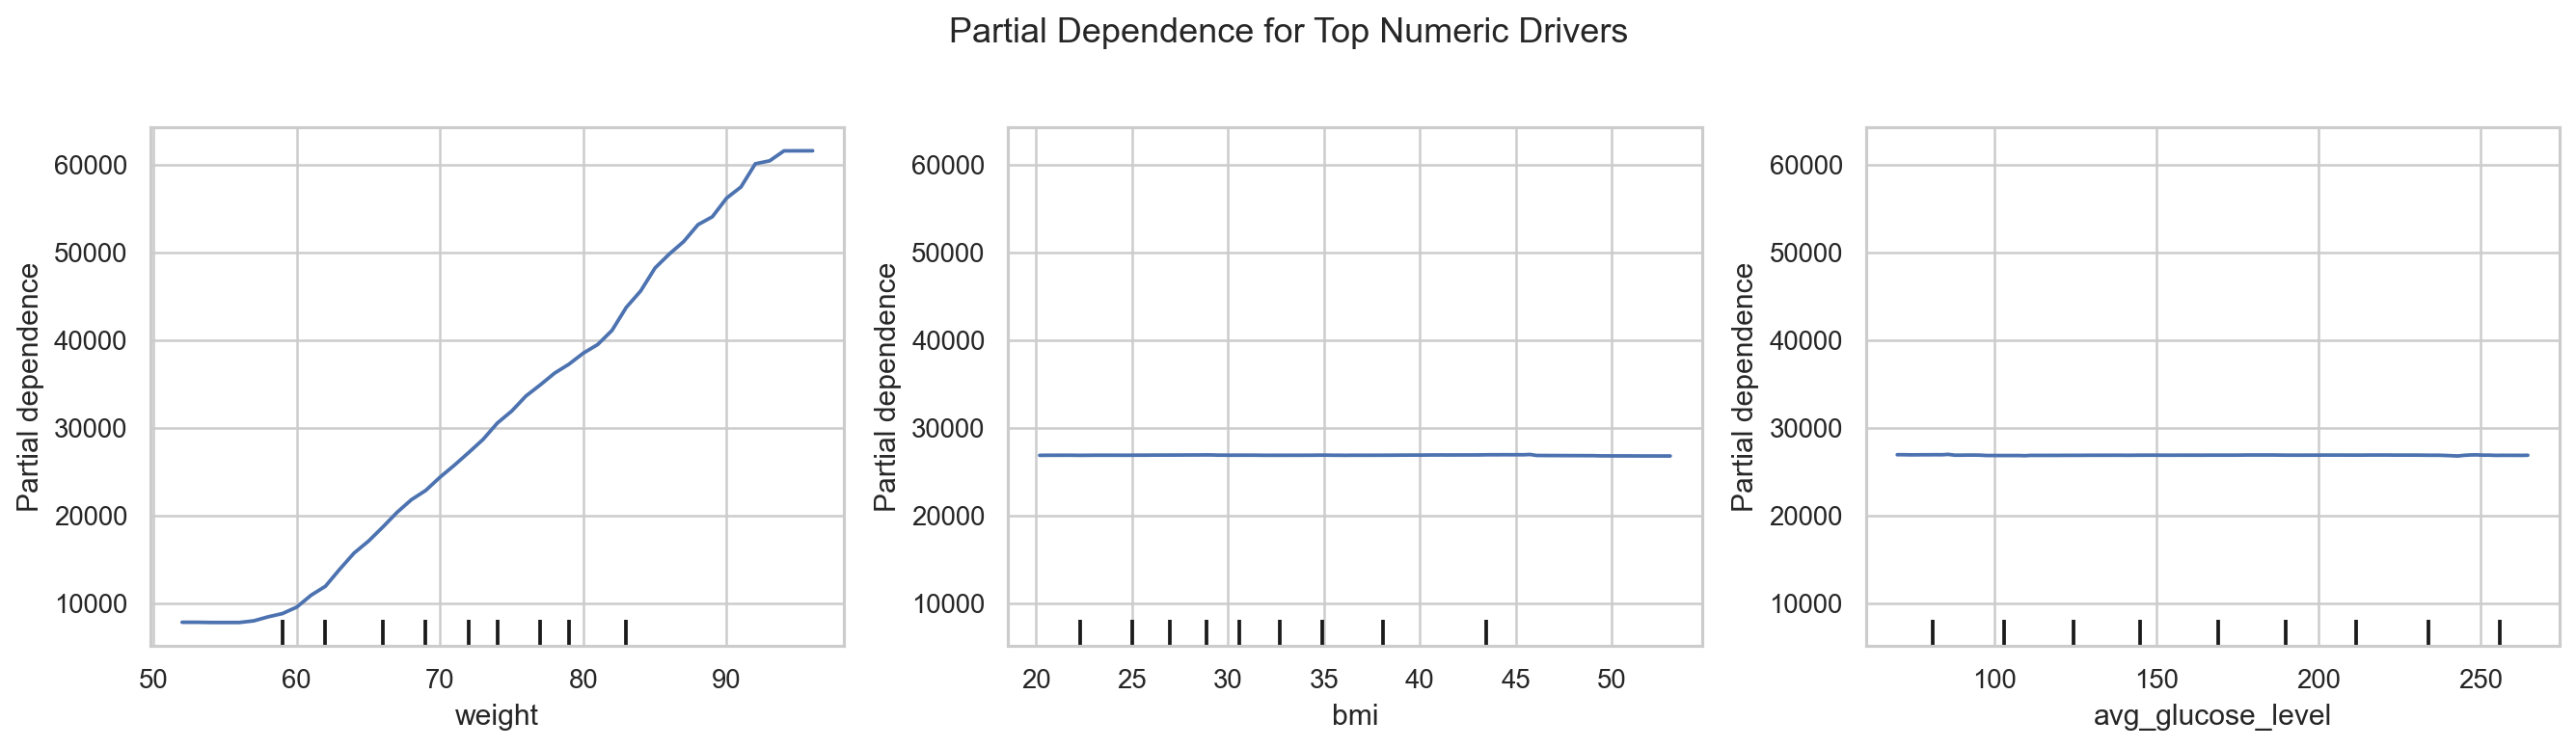 Partial Dependence for Top Numeric Drivers
Partial dependence
60000
50000
40000
30000
20000
10000
50 60 70 80 90
weight
Partial dependence
60000
50000
40000
30000
20000
10000
20 25 30 35 40 45 50
bmi
Partial dependence
60000
50000
40000
30000
20000
10000
100 150 200 250
avg_glucose_level